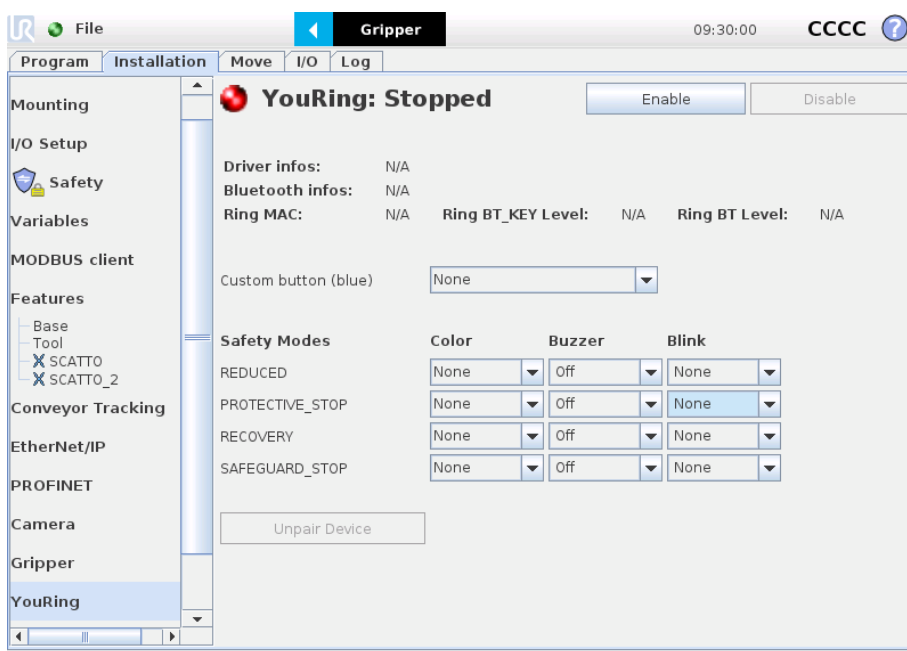 UR File Gripper 09:30:00 CCCC ?
Program Installation Move I/O Log
Mounting
I/O Setup
Safety
Variables
MODBUS client
Features
Base
Tool
SCATTO
SCATTO_2
Conveyor Tracking
EtherNet/IP
PROFINET
Camera
Gripper
YouRing
YouRing: Stopped Enable Disable
Driver infos: N/A
Bluetooth infos: N/A
Ring MAC: N/A Ring BT_KEY Level: N/A Ring BT Level: N/A
Custom button (blue) None
Safety Modes Color Buzzer Blink
REDUCED None Off None
PROTECTIVE_STOP None Off None
RECOVERY None Off None
SAFEGUARD_STOP None Off None
Unpair Device